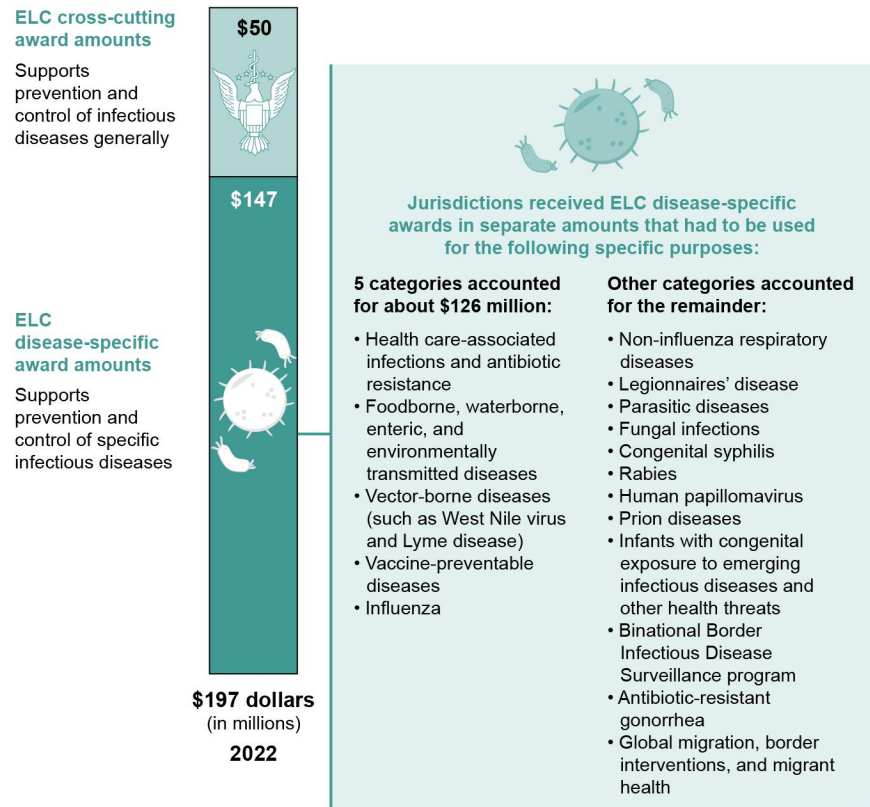 ELC cross-cutting
award amounts
Supports
prevention and
control of infectious
diseases generally
$50
$147
ELC
disease-specific
award amounts
Supports
prevention and
control of specific
infectious diseases
$197 dollars
(in millions)
2022
Jurisdictions received ELC disease-specific
awards in separate amounts that had to be used
for the following specific purposes:
5 categories accounted
for about $126 million:
• Health care-associated
infections and antibiotic
resistance
• Foodborne, waterborne,
enteric, and
environmentally
transmitted diseases
• Vector-borne diseases
(such as West Nile virus
and Lyme disease)
• Vaccine-preventable
diseases
• Influenza
Other categories accounted
for the remainder:
• Non-influenza respiratory
diseases
• Legionnaires’ disease
• Parasitic diseases
• Fungal infections
• Congenital syphilis
• Rabies
• Human papillomavirus
• Prion diseases
• Infants with congenital
exposure to emerging
infectious diseases and
other health threats
• Binational Border
Infectious Disease
Surveillance program
• Antibiotic-resistant
gonorrhea
• Global migration, border
interventions, and migrant
health